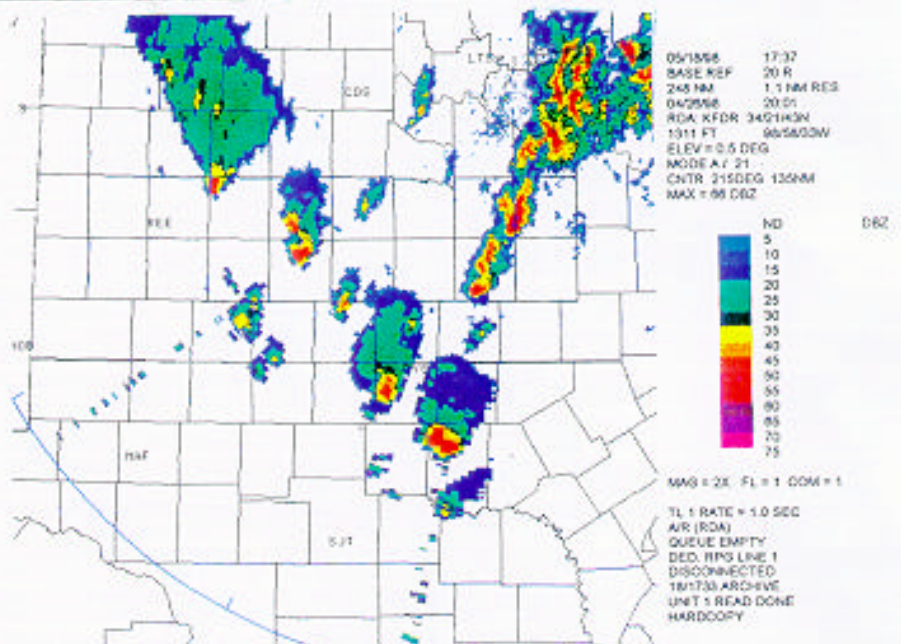 05/18/98 17:37
BASE REF 20 R
248 NM 1.1 NM RES
04/26/98 20:01
RDA: KFDR 34/21/43N
1311 FT 98/58/33W
ELEV = 0.5 DEG
MODE A / 21
CNTR 215DEG 135NM
MAX = 66 DBZ
ND DBZ
5
10
15
20
25
30
35
40
45
50
55
60
65
70
75
MAG = 2X FL = 1 COM = 1
TL 1 RATE = 1.0 SEC
A/R (RDA)
QUEUE EMPTY
DED. RPG LINE 1
DISCONNECTED
18/1733 ARCHIVE
UNIT 1 READ DONE
HARDCOPY
LTS
CDS
MAF
SJT